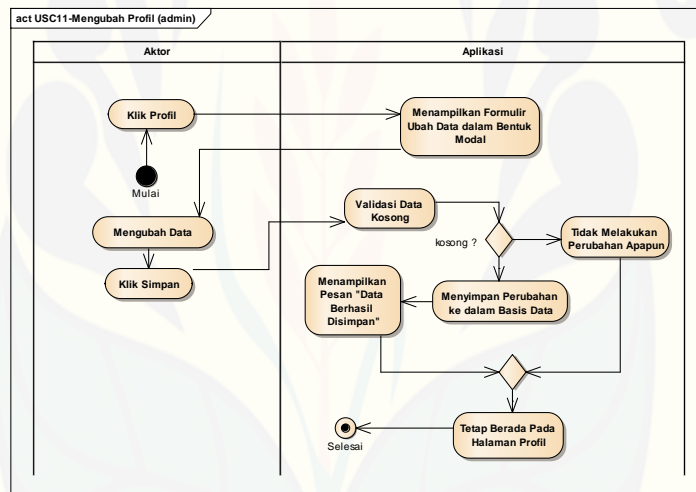 act USC11-Mengubah Profil (admin)
Aktor
Aplikasi
Klik Profil
Menampilkan Formulir
Ubah Data dalam Bentuk
Modal
Mulai
Mengubah Data
Klik Simpan
Validasi Data
Kosong
kosong ?
Tidak Melakukan
Perubahan Apapun
Menampilkan
Pesan "Data
Berhasil
Disimpan"
Menyimpan Perubahan
ke dalam Basis Data
Tetap Berada Pada
Halaman Profil
Selesai